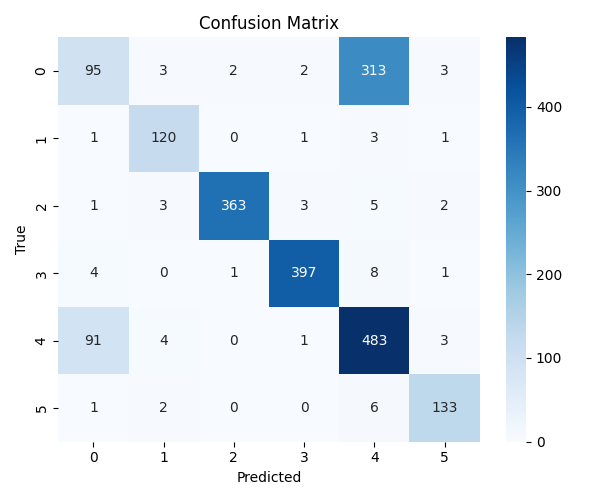 Confusion Matrix
0 95 3 2 2 313 3
1 1 120 0 1 3 1
2 1 3 363 3 5 2
3 4 0 1 397 8 1
4 91 4 0 1 483 3
5 1 2 0 0 6 133
0 1 2 3 4 5
Predicted
True
400
300
200
100
0